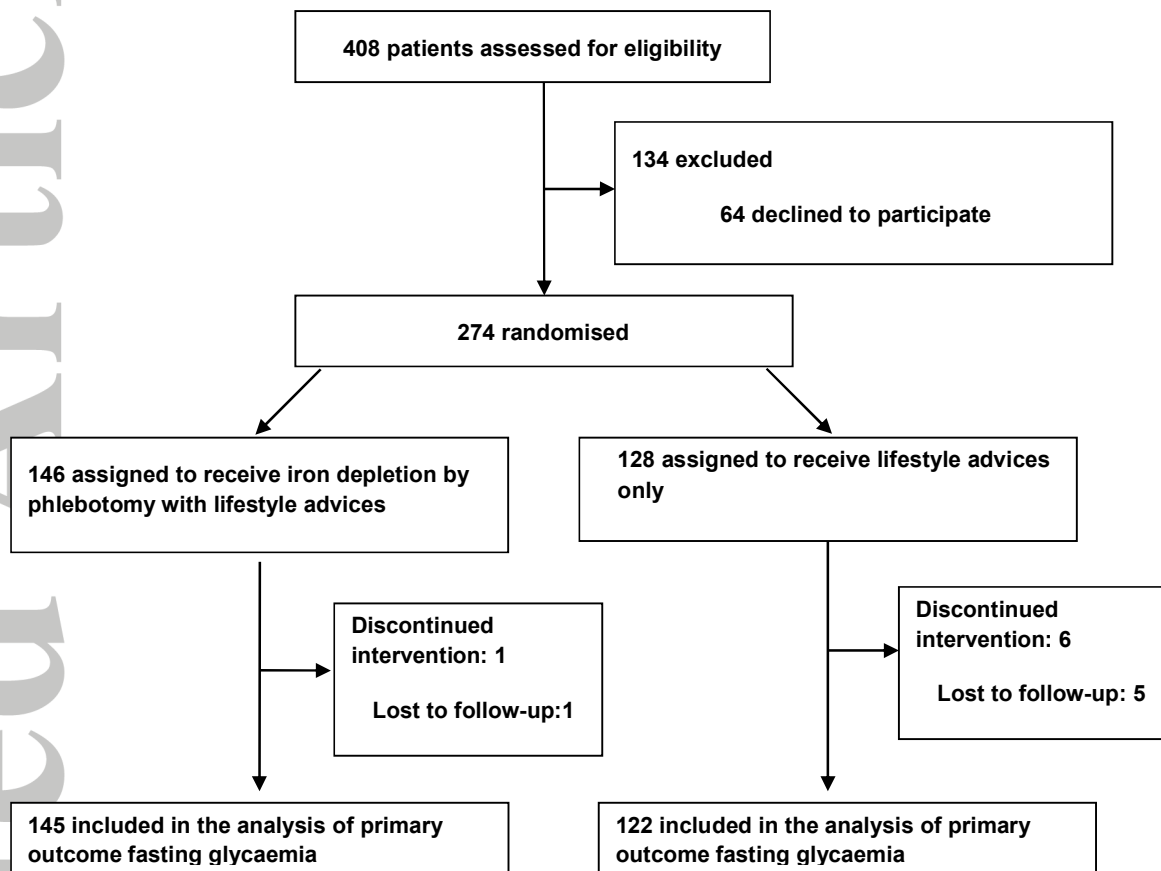 408 patients assessed for eligibility
134 excluded
64 declined to participate
274 randomised
146 assigned to receive iron depletion by
phlebotomy with lifestyle advices
128 assigned to receive lifestyle advices
only
Discontinued
intervention: 1
Lost to follow-up:1
Discontinued
intervention: 6
Lost to follow-up: 5
145 included in the analysis of primary
outcome fasting glycaemia
122 included in the analysis of primary
outcome fasting glycaemia